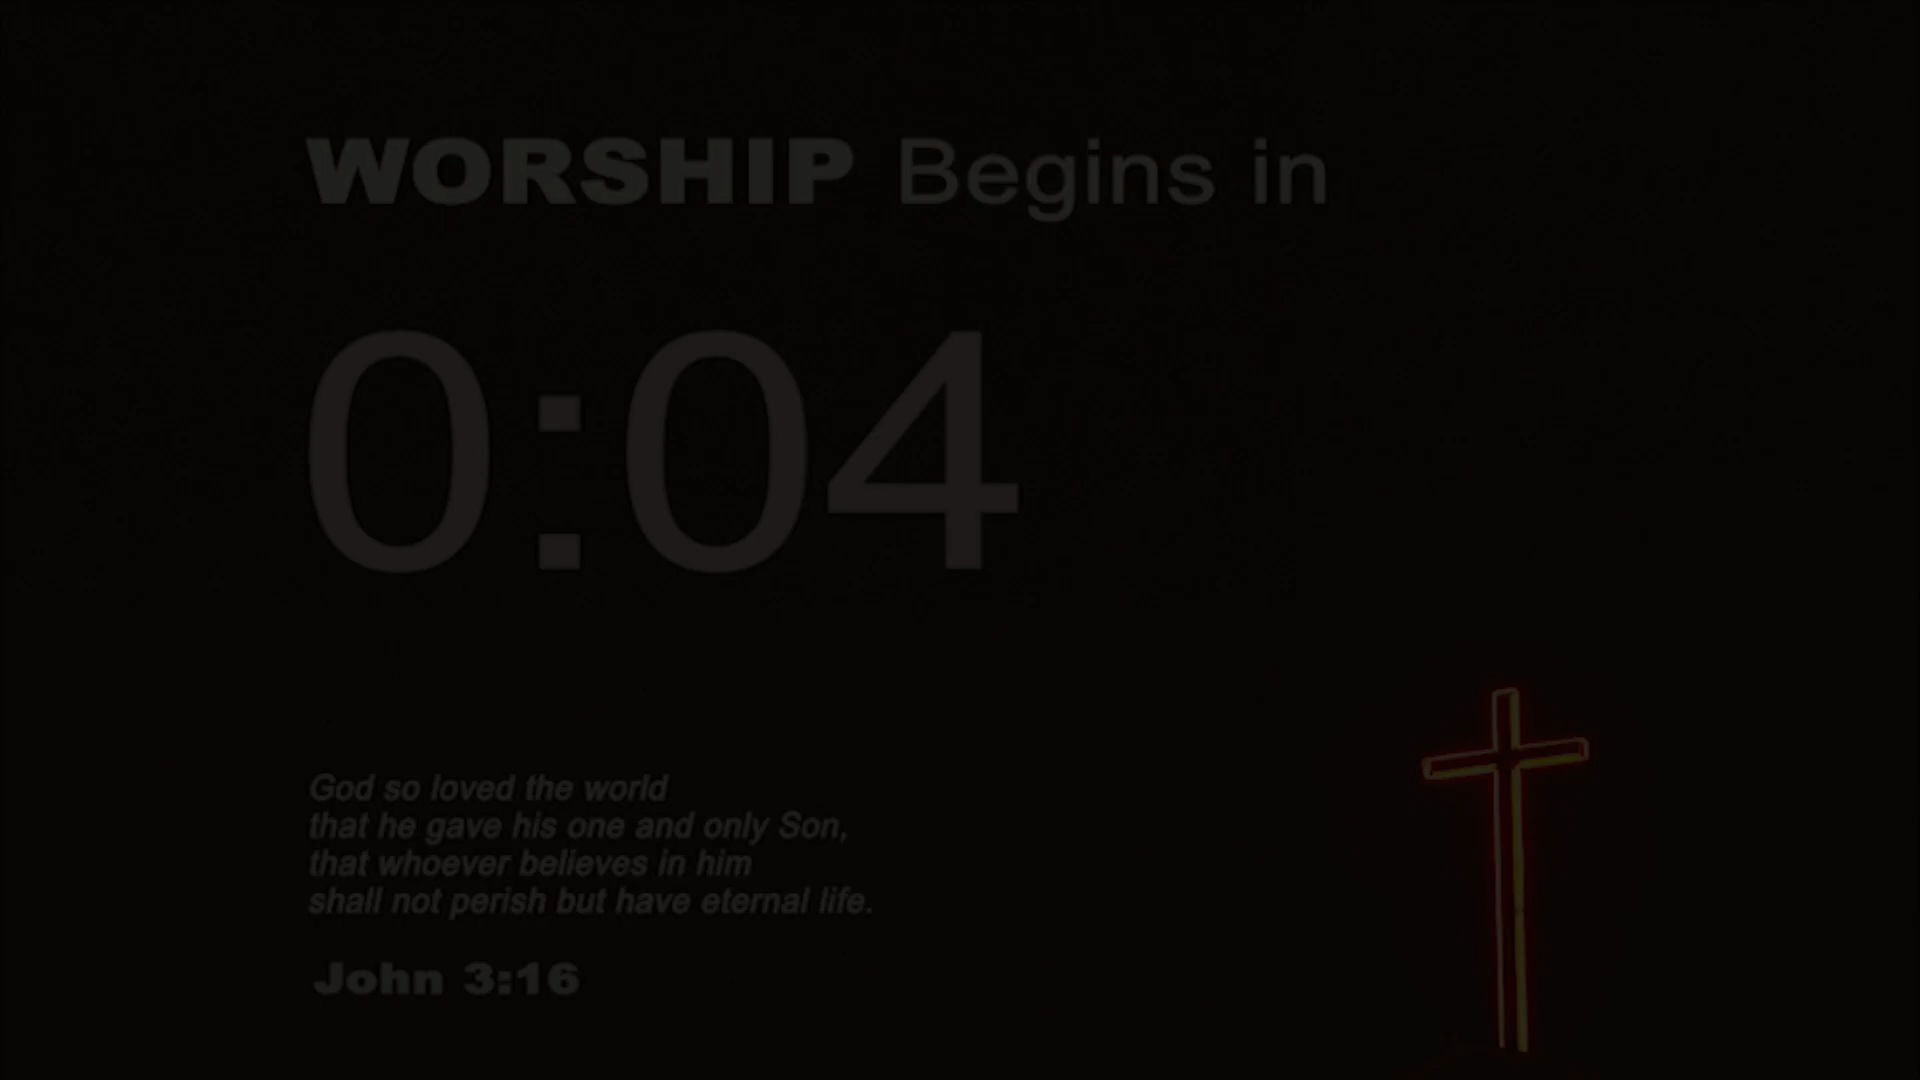 WORSHIP Begins in
0:04
God so loved the world
that he gave his one and only Son,
that whoever believes in him
shall not perish but have eternal life.
John 3:16